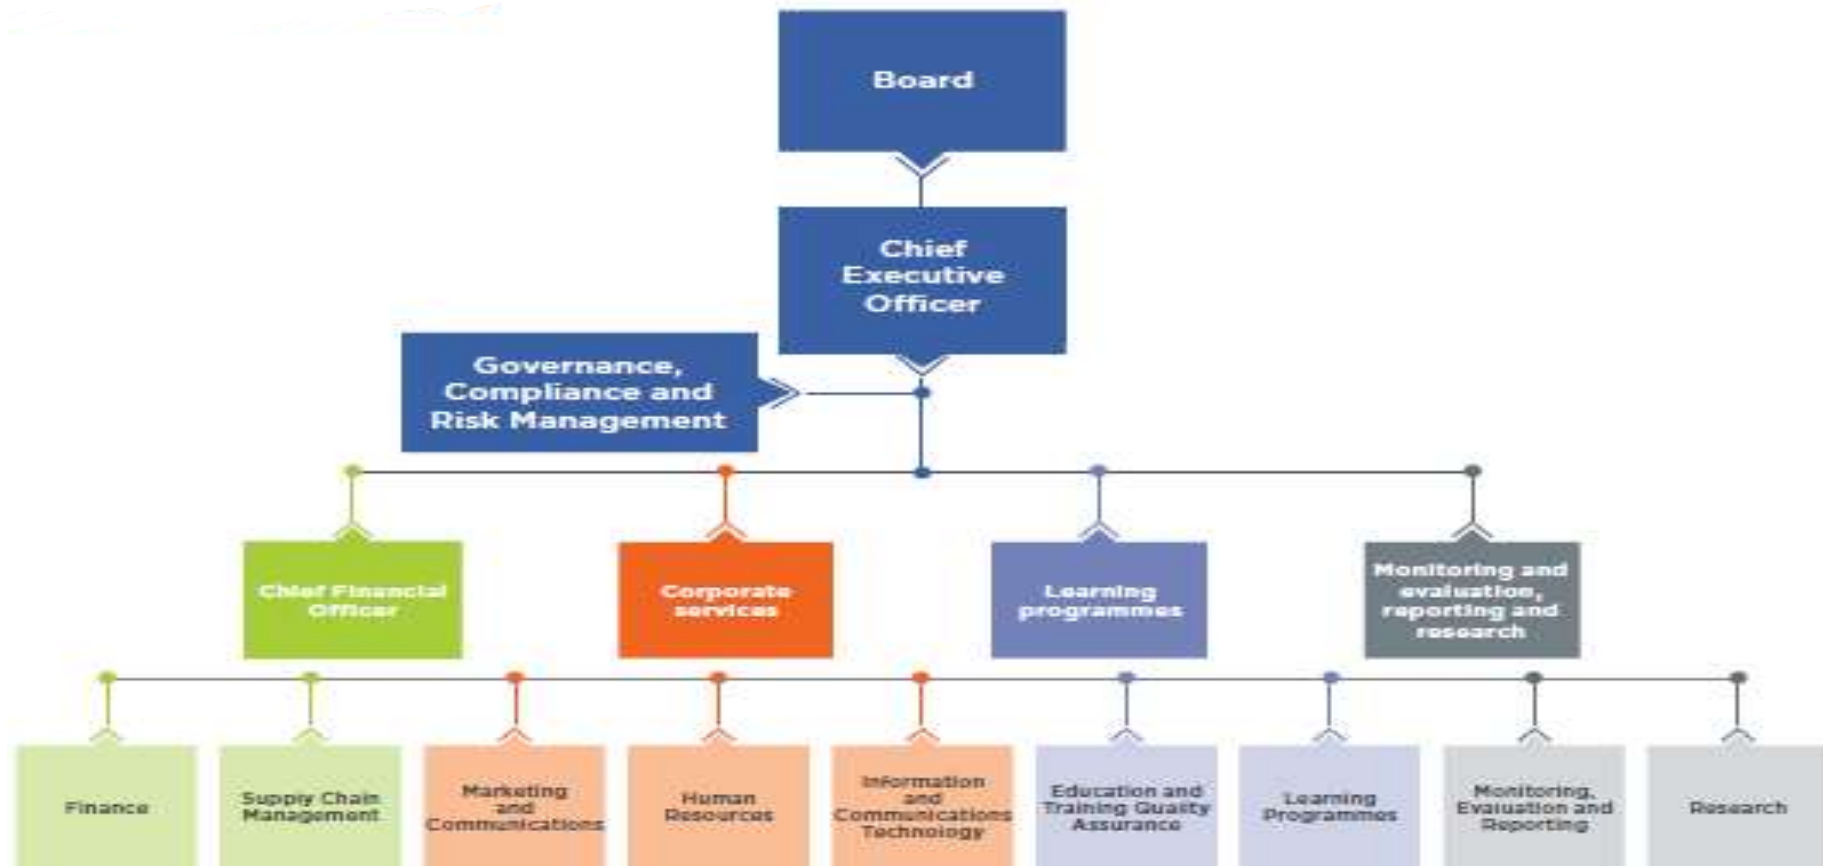 Board
Chief
Executive
Officer
Governance,
Compliance and
Risk Management
Chief Financial
Officer
Corporate
services
Learning
programmes
Monitoring and
evaluation,
reporting and
research
Finance
Supply Chain
Management
Marketing
and
Communications
Human
Resources
Information
and
Communications
Technology
Education and
Training Quality
Assurance
Learning
Programmes
Monitoring,
Evaluation and
Reporting
Research